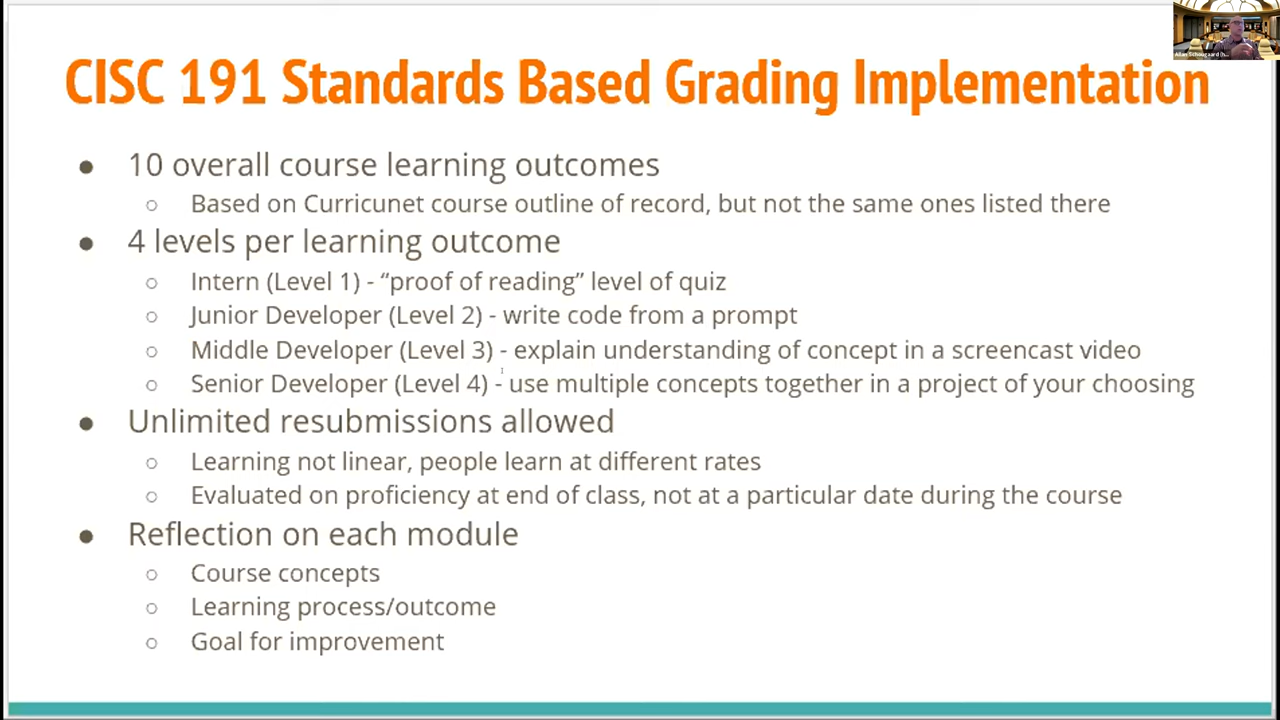 CISC 191 Standards Based Grading Implementation
● 10 overall course learning outcomes
○ Based on Curricunet course outline of record, but not the same ones listed there
● 4 levels per learning outcome
○ Intern (Level 1) - “proof of reading” level of quiz
○ Junior Developer (Level 2) - write code from a prompt
○ Middle Developer (Level 3) - explain understanding of concept in a screencast video
○ Senior Developer (Level 4) - use multiple concepts together in a project of your choosing
● Unlimited resubmissions allowed
○ Learning not linear, people learn at different rates
○ Evaluated on proficiency at end of class, not at a particular date during the course
● Reflection on each module
○ Course concepts
○ Learning process/outcome
○ Goal for improvement